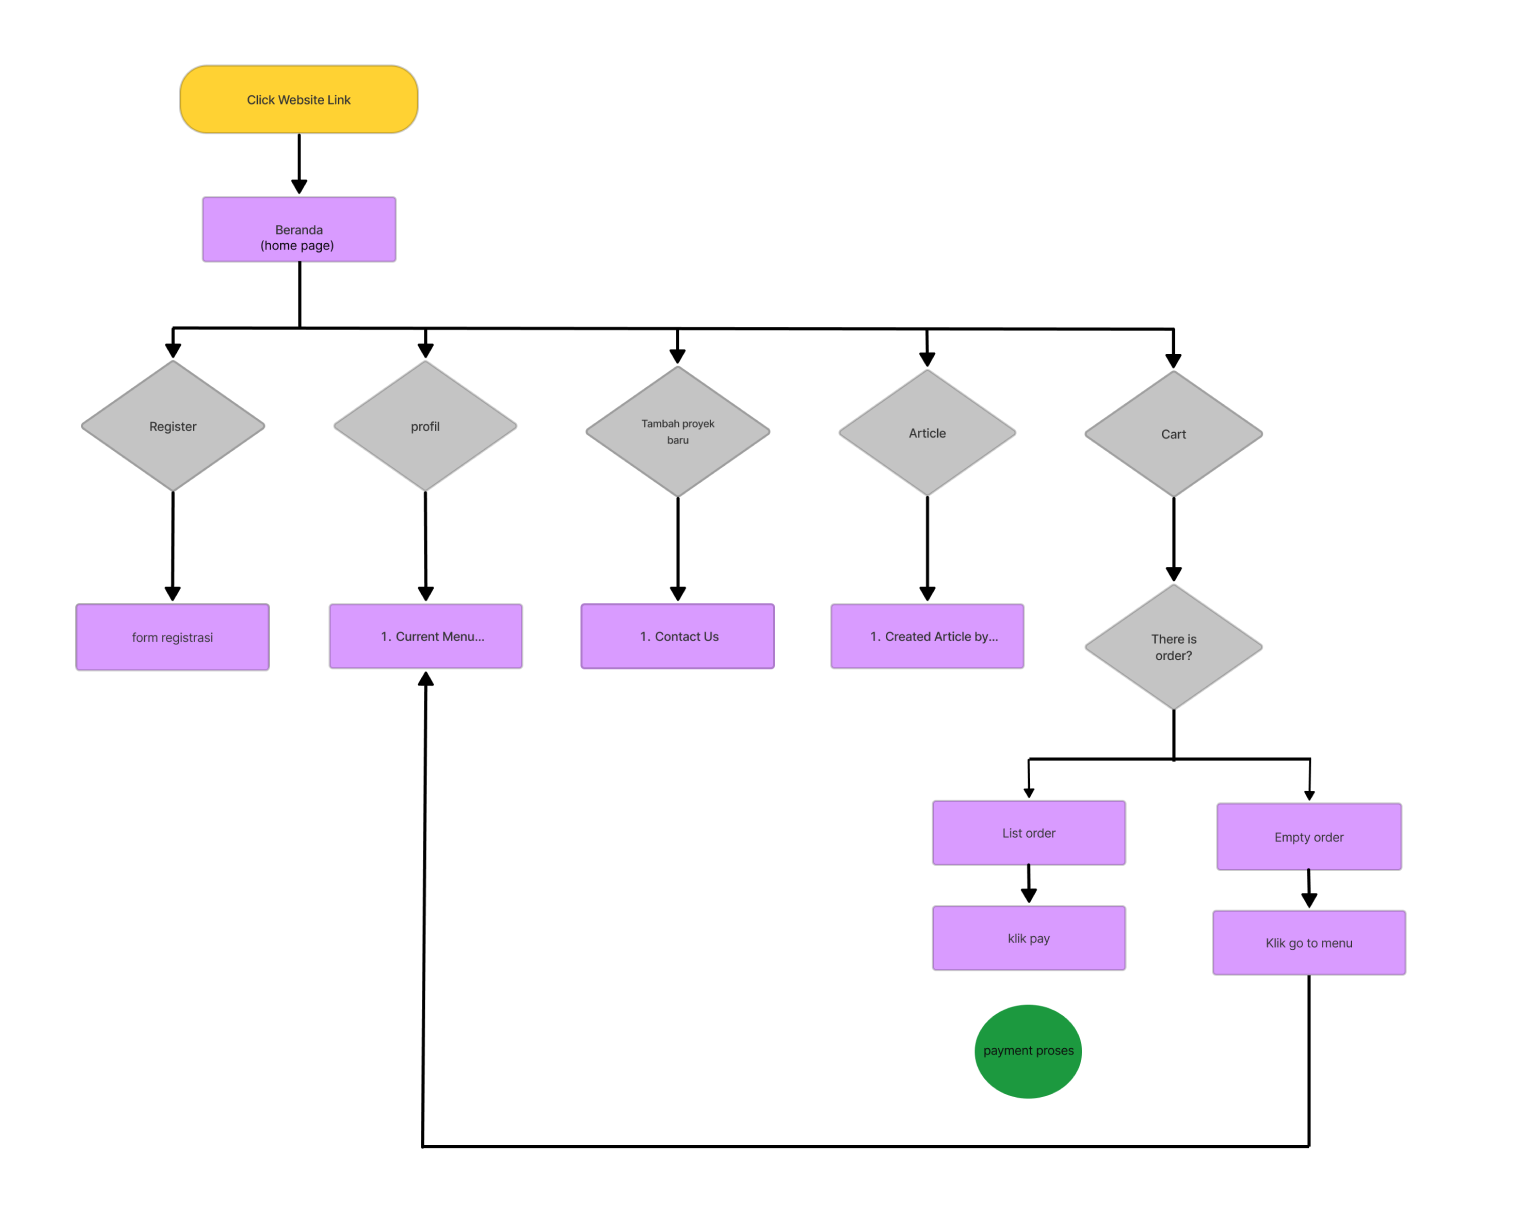 Click Website Link
Beranda
(home page)
Register
profil
Tambah proyek
baru
Article
Cart
form registrasi
1. Current Menu...
1. Contact Us
1. Created Article by...
There is
order?
List order
Empty order
klik pay
Klik go to menu
payment proses